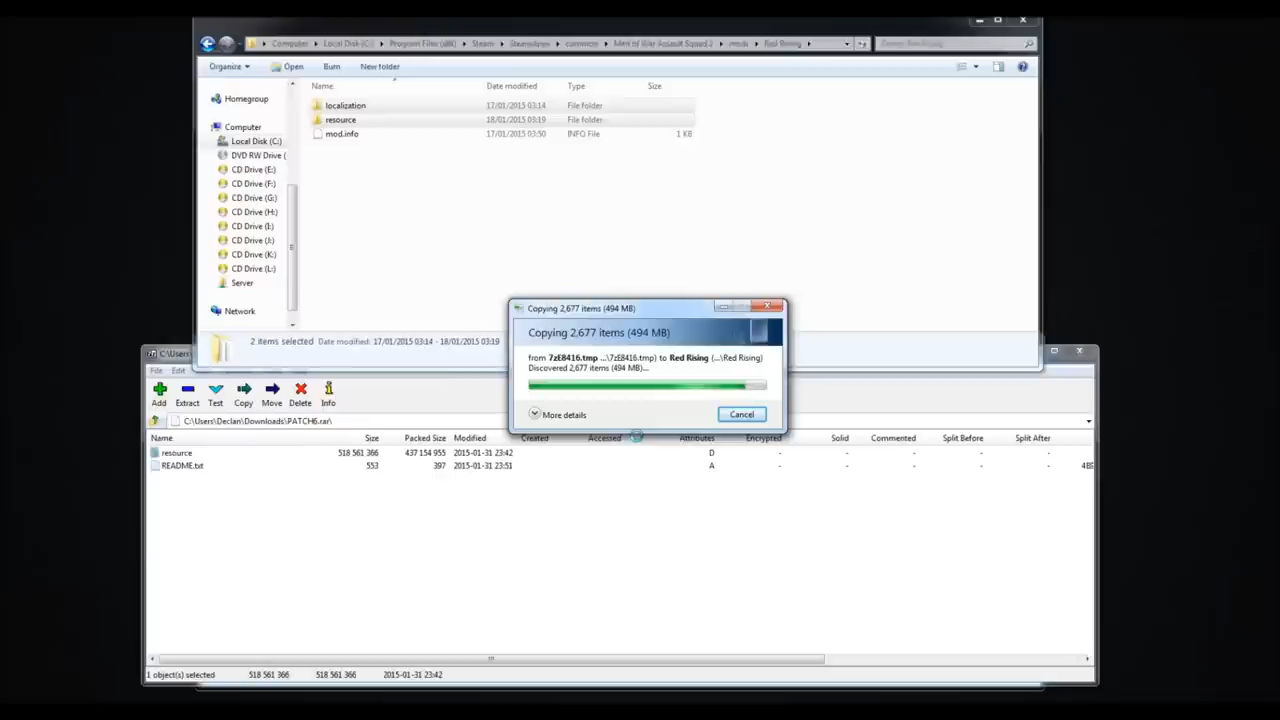 Computer ▸ Local Disk (C:) ▸ Program Files (x86) ▸ Steam ▸ SteamApps ▸ common ▸ Men of War Assault Squad 2 ▸ mods ▸ Red Rising ▸
Organize ▾ Open Burn New folder
Name Date modified Type Size
Homegroup
Computer
Local Disk (C:)
DVD RW Drive (
CD Drive (E:)
CD Drive (F:)
CD Drive (G:)
CD Drive (H:)
CD Drive (I:)
CD Drive (J:)
CD Drive (K:)
CD Drive (L:)
Server
Network
localization 17/01/2015 03:14 File folder
resource 18/01/2015 03:19 File folder
mod.info 17/01/2015 03:50 INFO File 1 KB
2 items selected Date modified: 17/01/2015 03:14 - 18/01/2015 03:19
Copying 2,677 items (494 MB)
Copying 2,677 items (494 MB)
from 7zE8416.tmp (...\7zE8416.tmp) to Red Rising (...\Red Rising)
Discovered 2,677 items (494 MB)...
More details Cancel
C:\Users
File Edit
Add Extract Test Copy Move Delete Info
C:\Users\Declan\Downloads\PATCH6.rar\
Name Size Packed Size Modified Created Accessed Attributes Encrypted Solid Commented Split Before Split After
resource 518 561 366 437 154 955 2015-01-31 23:42 D - - - - -
README.txt 553 397 2015-01-31 23:51 A - - - - - 4B8
1 object(s) selected 518 561 366 518 561 366 2015-01-31 23:42